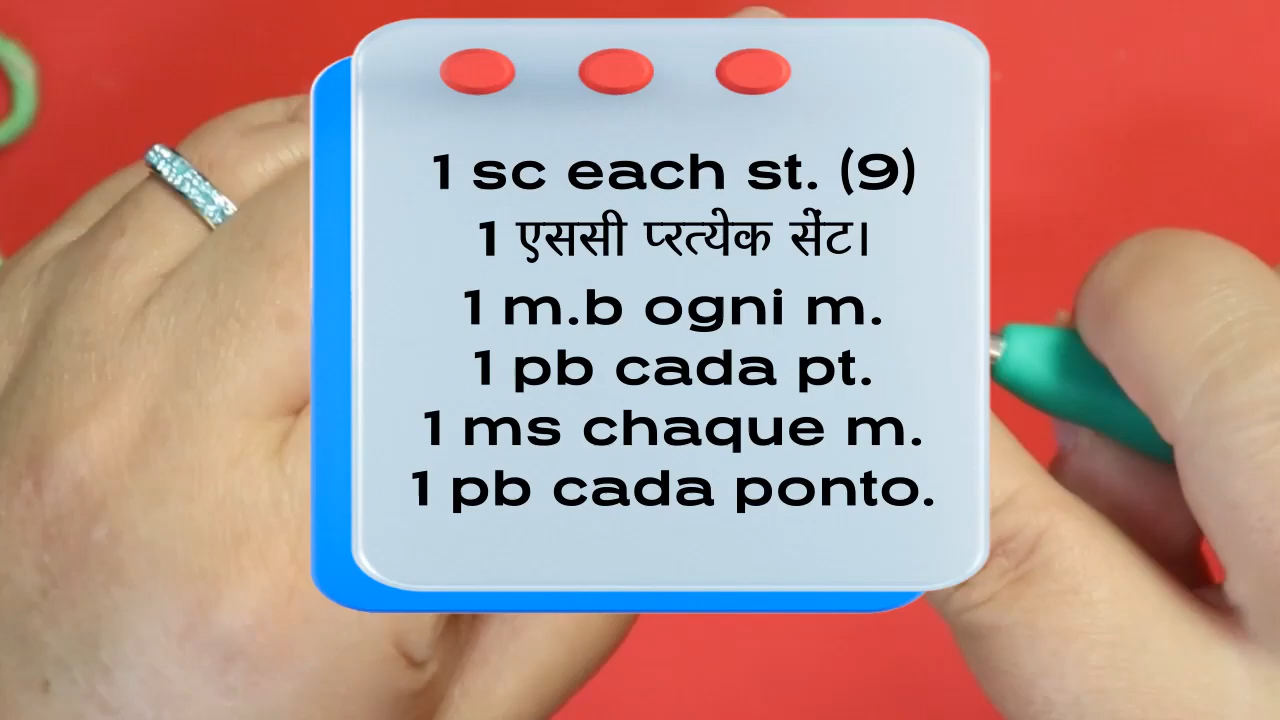 1 sc each st. (9)
1 एससी प्रत्येक सेंट।
1 m.b ogni m.
1 pb cada pt.
1 ms chaque m.
1 pb cada ponto.